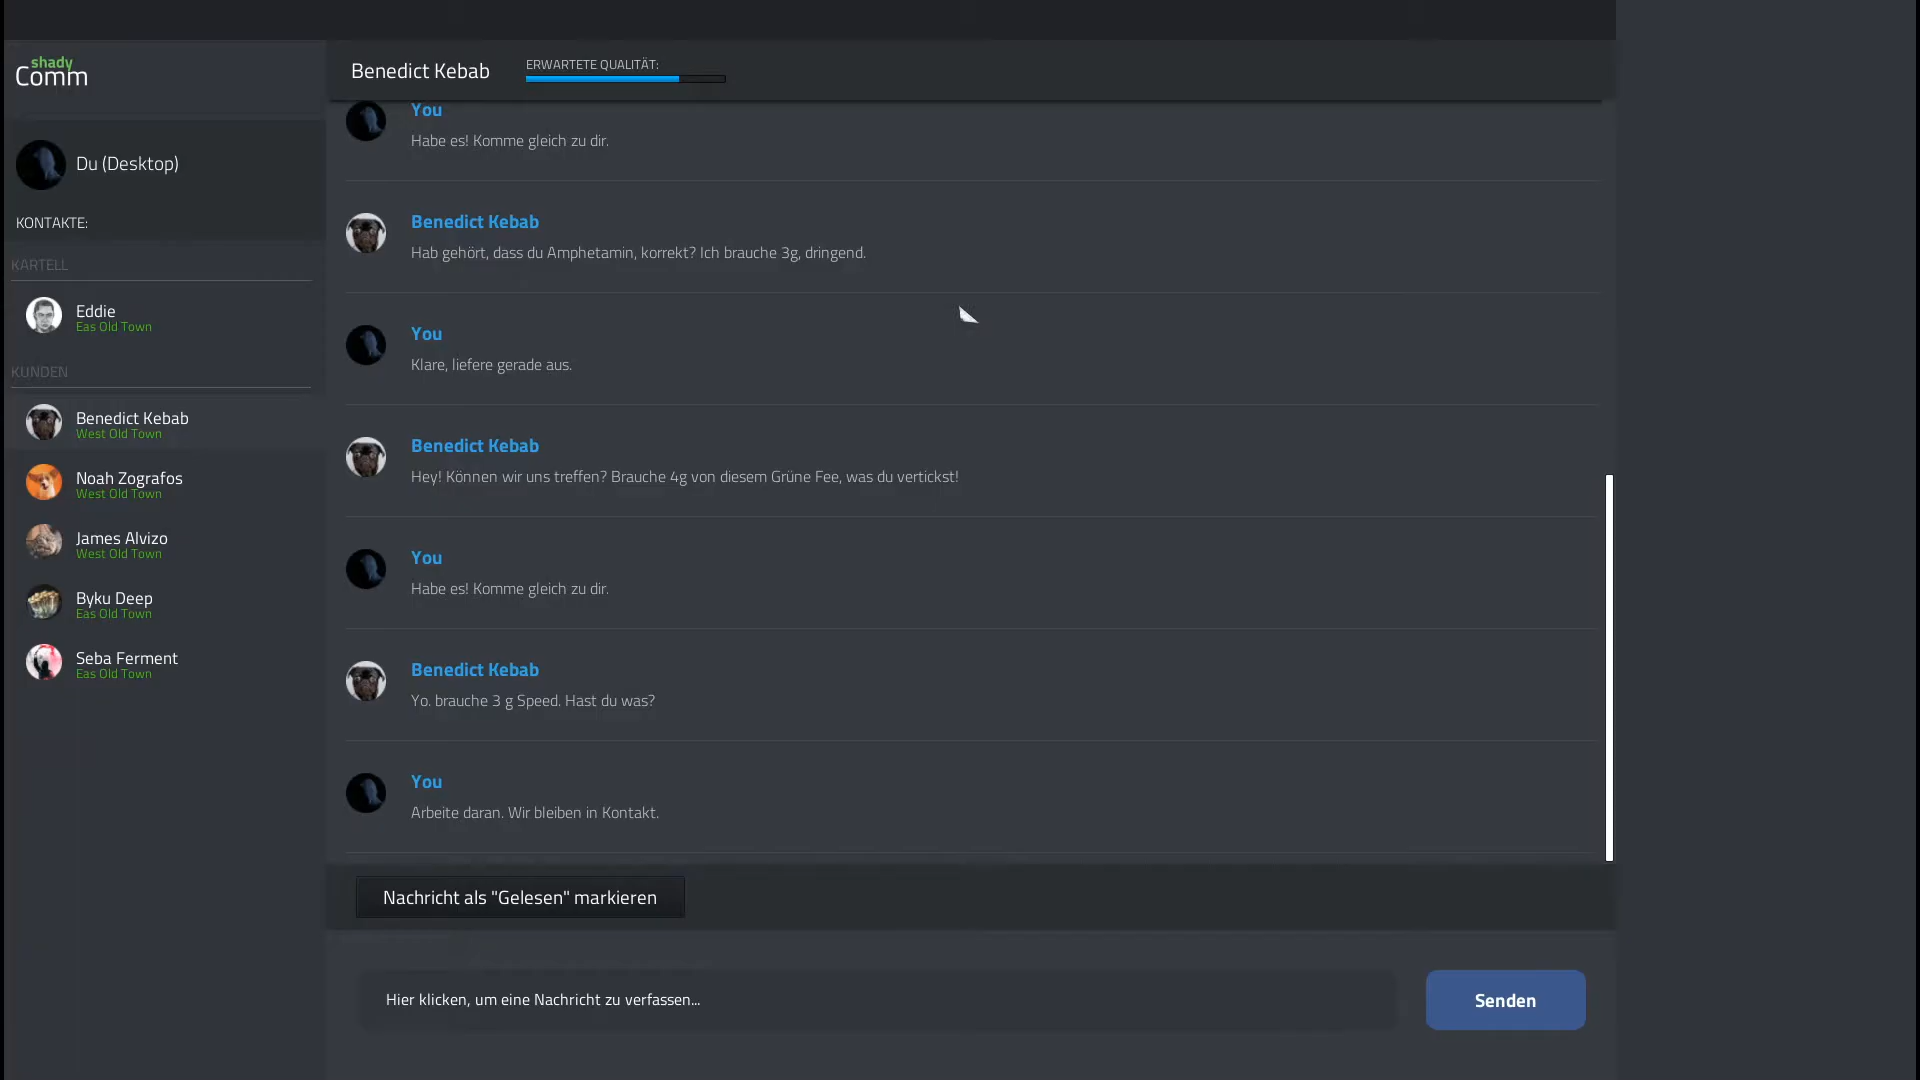 shady
Comm
Du (Desktop)
KONTAKTE:
KARTELL
Eddie
Eas Old Town
KUNDEN
Benedict Kebab
West Old Town
Noah Zografos
West Old Town
James Alvizo
West Old Town
Byku Deep
Eas Old Town
Seba Ferment
Eas Old Town
Benedict Kebab
ERWARTETE QUALITÄT:
You
Habe es! Komme gleich zu dir.
Benedict Kebab
Hab gehört, dass du Amphetamin, korrekt? Ich brauche 3g, dringend.
You
Klare, liefere gerade aus.
Benedict Kebab
Hey! Können wir uns treffen? Brauche 4g von diesem Grüne Fee, was du vertickst!
You
Habe es! Komme gleich zu dir.
Benedict Kebab
Yo. brauche 3 g Speed. Hast du was?
You
Arbeite daran. Wir bleiben in Kontakt.
Nachricht als "Gelesen" markieren
Hier klicken, um eine Nachricht zu verfassen...
Senden